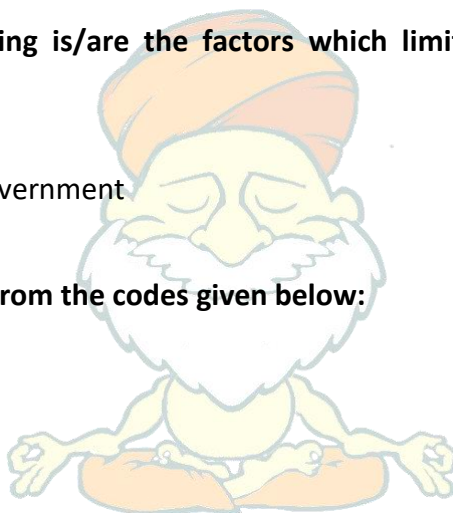 ing is/are the factors which limit
vernment
rom the codes given below: